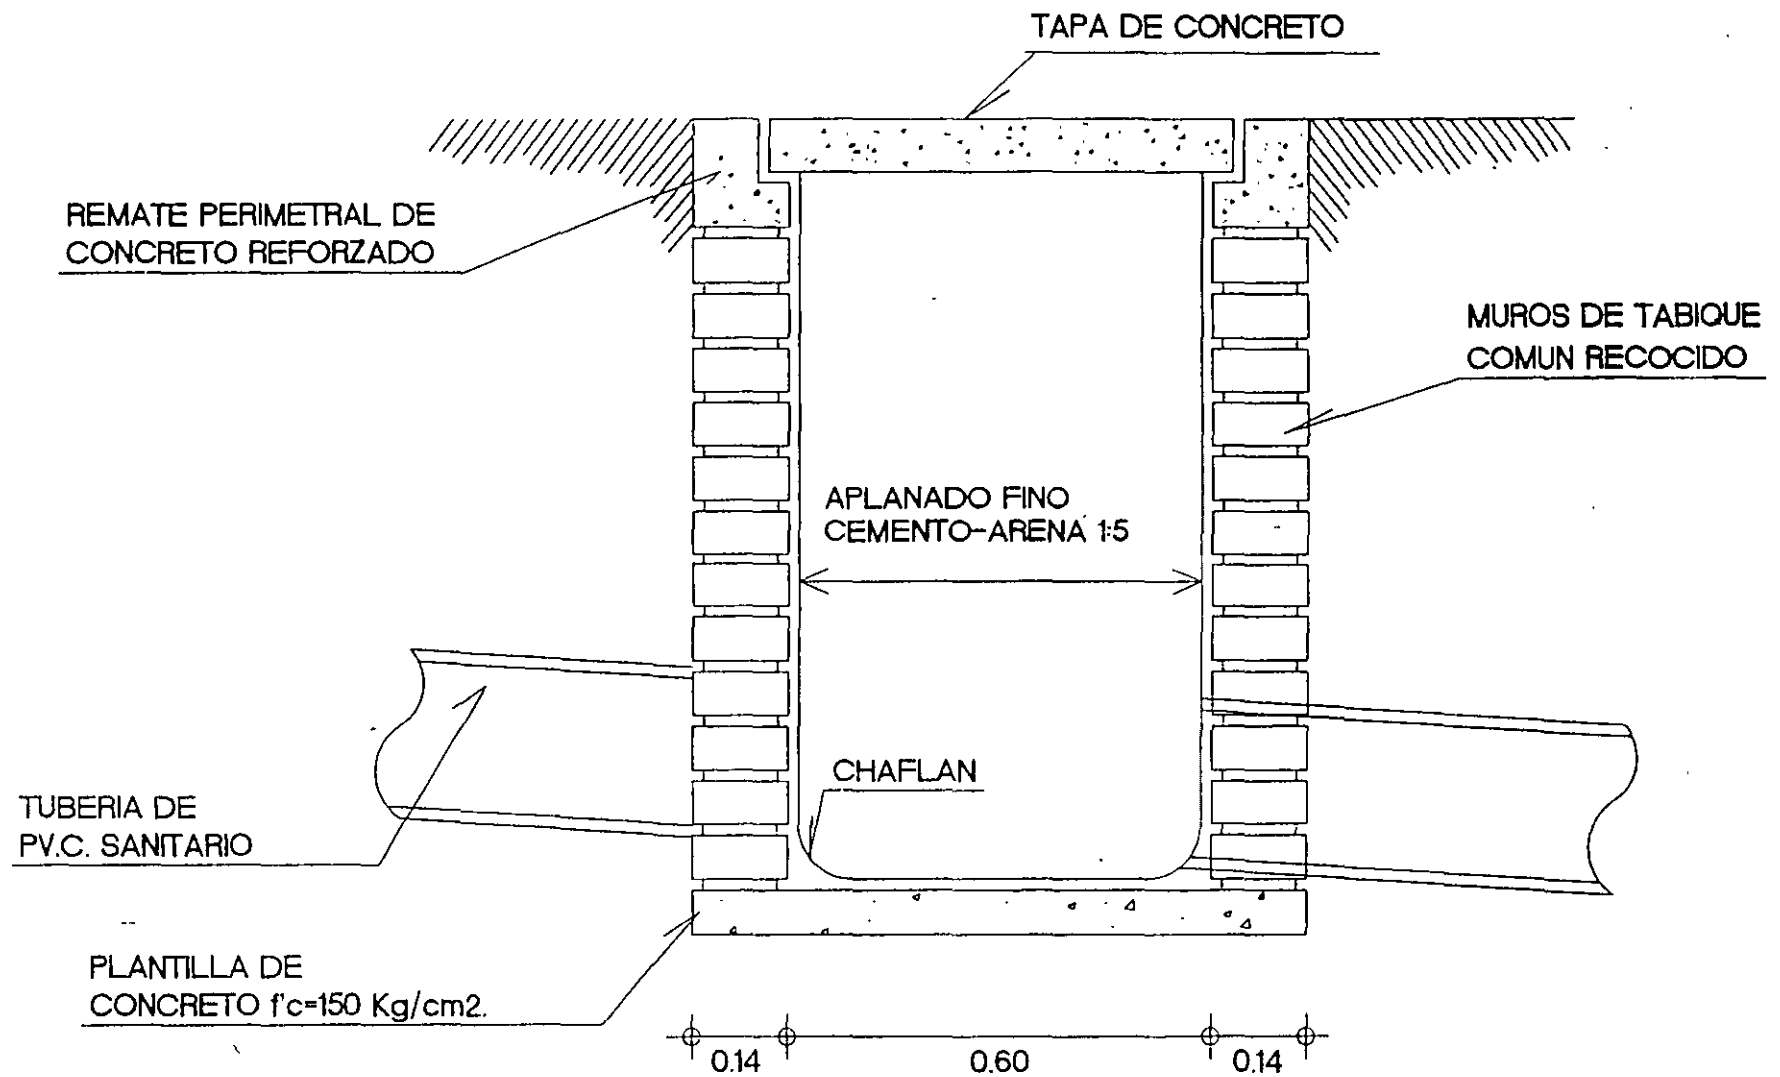 TAPA DE CONCRETO
REMATE PERIMETRAL DE
CONCRETO REFORZADO
MUROS DE TABIQUE
COMUN RECOCIDO
APLANADO FINO
CEMENTO-ARENA 1:5
CHAFLAN
TUBERIA DE
PV.C. SANITARIO
PLANTILLA DE
CONCRETO f'c=150 Kg/cm2.
0.14
0.60
0.14